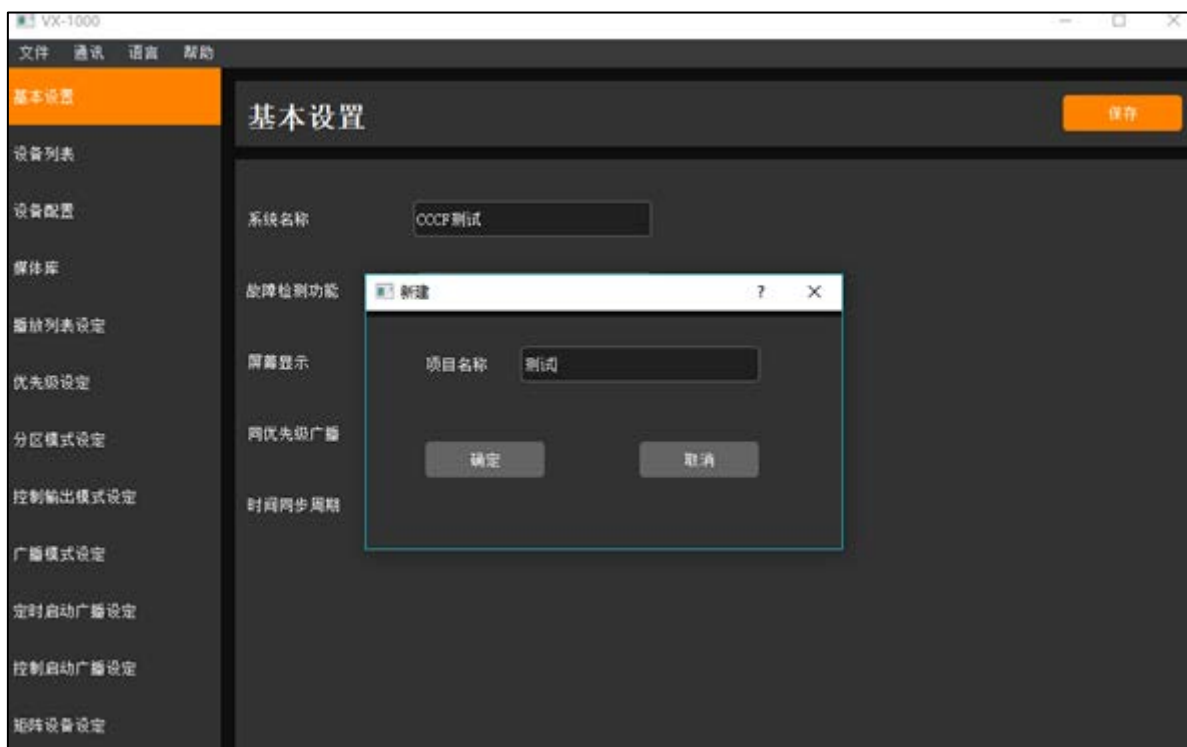 VX-1000
文件 通讯 语言 帮助
基本设置
设备列表
设备配置
媒体库
播放列表设定
优先级设定
分区模式设定
控制输出模式设定
广播模式设定
定时启动广播设定
控制启动广播设定
矩阵设备设定
基本设置
保存
系统名称 CCCF测试
故障检测功能
屏幕显示
同优先级广播
时间同步周期
新建 ?
项目名称 测试
确定 取消